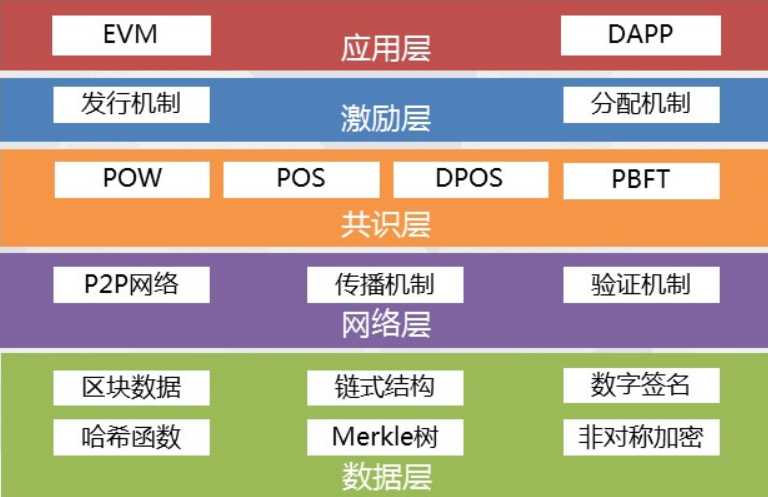 EVM
DAPP
应用层
发行机制
分配机制
激励层
POW
POS
DPOS
PBFT
共识层
P2P网络
传播机制
验证机制
网络层
区块数据
链式结构
数字签名
哈希函数
Merkle树
非对称加密
数据层